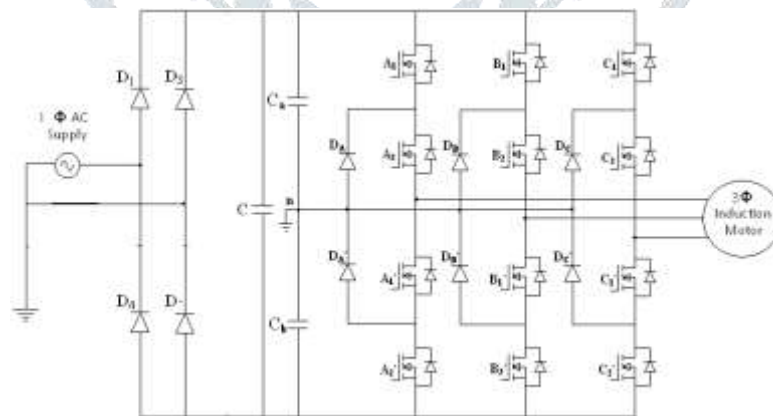 D1
D3
1 Φ AC
Supply
Ca
C
n
Cb
D4
DA
DB
DC
DA'
DB'
DC'
A2
B1
B2
B1'
B2'
C1
C2
C1'
C2'
A1'
A2'
3Φ
Induction
Motor